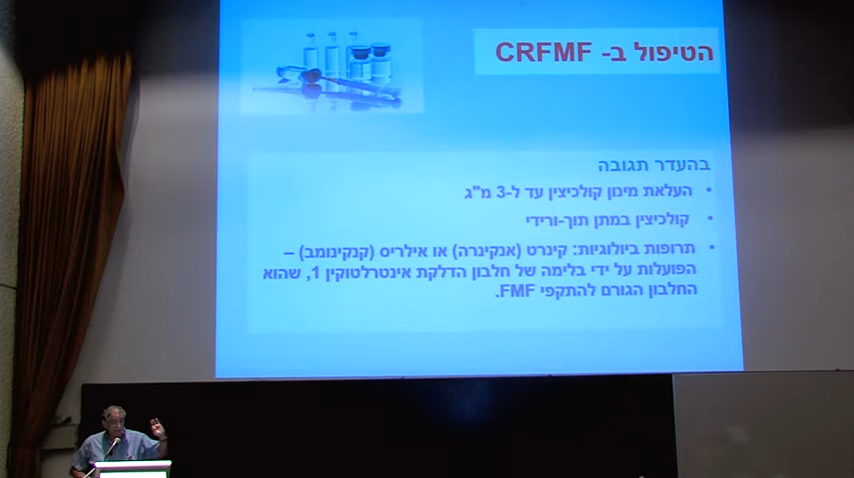 הטיפול ב- CRFMF
בהעדר תגובה
• העלאת מינון קולכיצין עד ל-3 מ"ג
• קולכיצין במתן תוך-ורידי
• תרופות ביולוגיות: קינרט (אנקינרה) או אילריס (קנקינומב) –
הפועלות על ידי בלימה של חלבון הדלקת אינטרלטוקין 1, שהוא
החלבון הגורם להתקפי FMF.